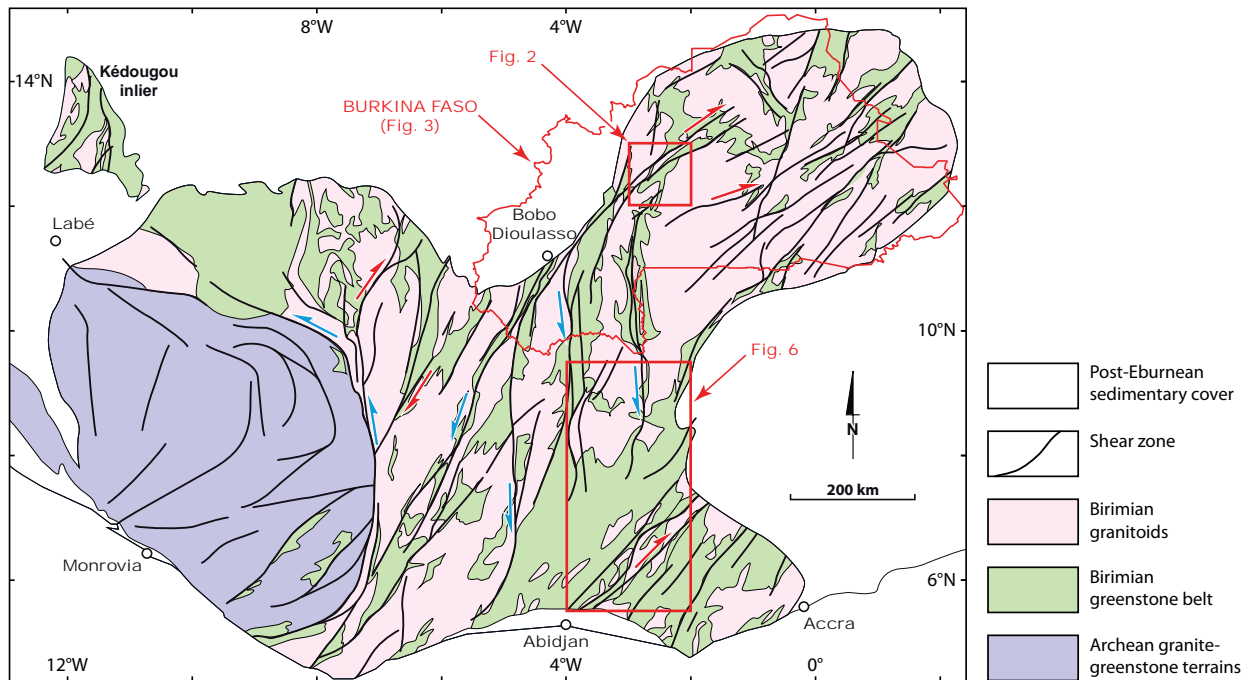 8°W
4°W
Fig. 2
14°N
Kédougou
inlier
BURKINA FASO
(Fig. 3)
Labé
Bobo
Dioulasso
10°N
Fig. 6
N
200 km
Monrovia
6°N
Accra
Abidjan
12°W
4°W
0°
Post-Eburnean
sedimentary cover
Shear zone
Birimian
granitoids
Birimian
greenstone belt
Archean granite-
greenstone terrains